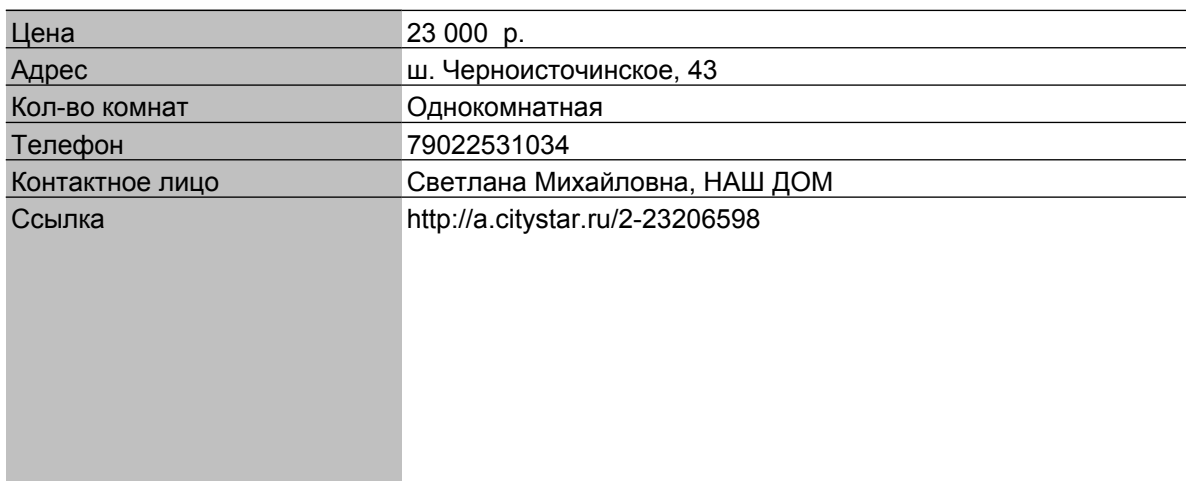 Цена 23 000 р.
Адрес ш. Черноисточинское, 43
Кол-во комнат Однокомнатная
Телефон 79022531034
Контактное лицо Светлана Михайловна, НАШ ДОМ
Ссылка http://a.citystar.ru/2-23206598